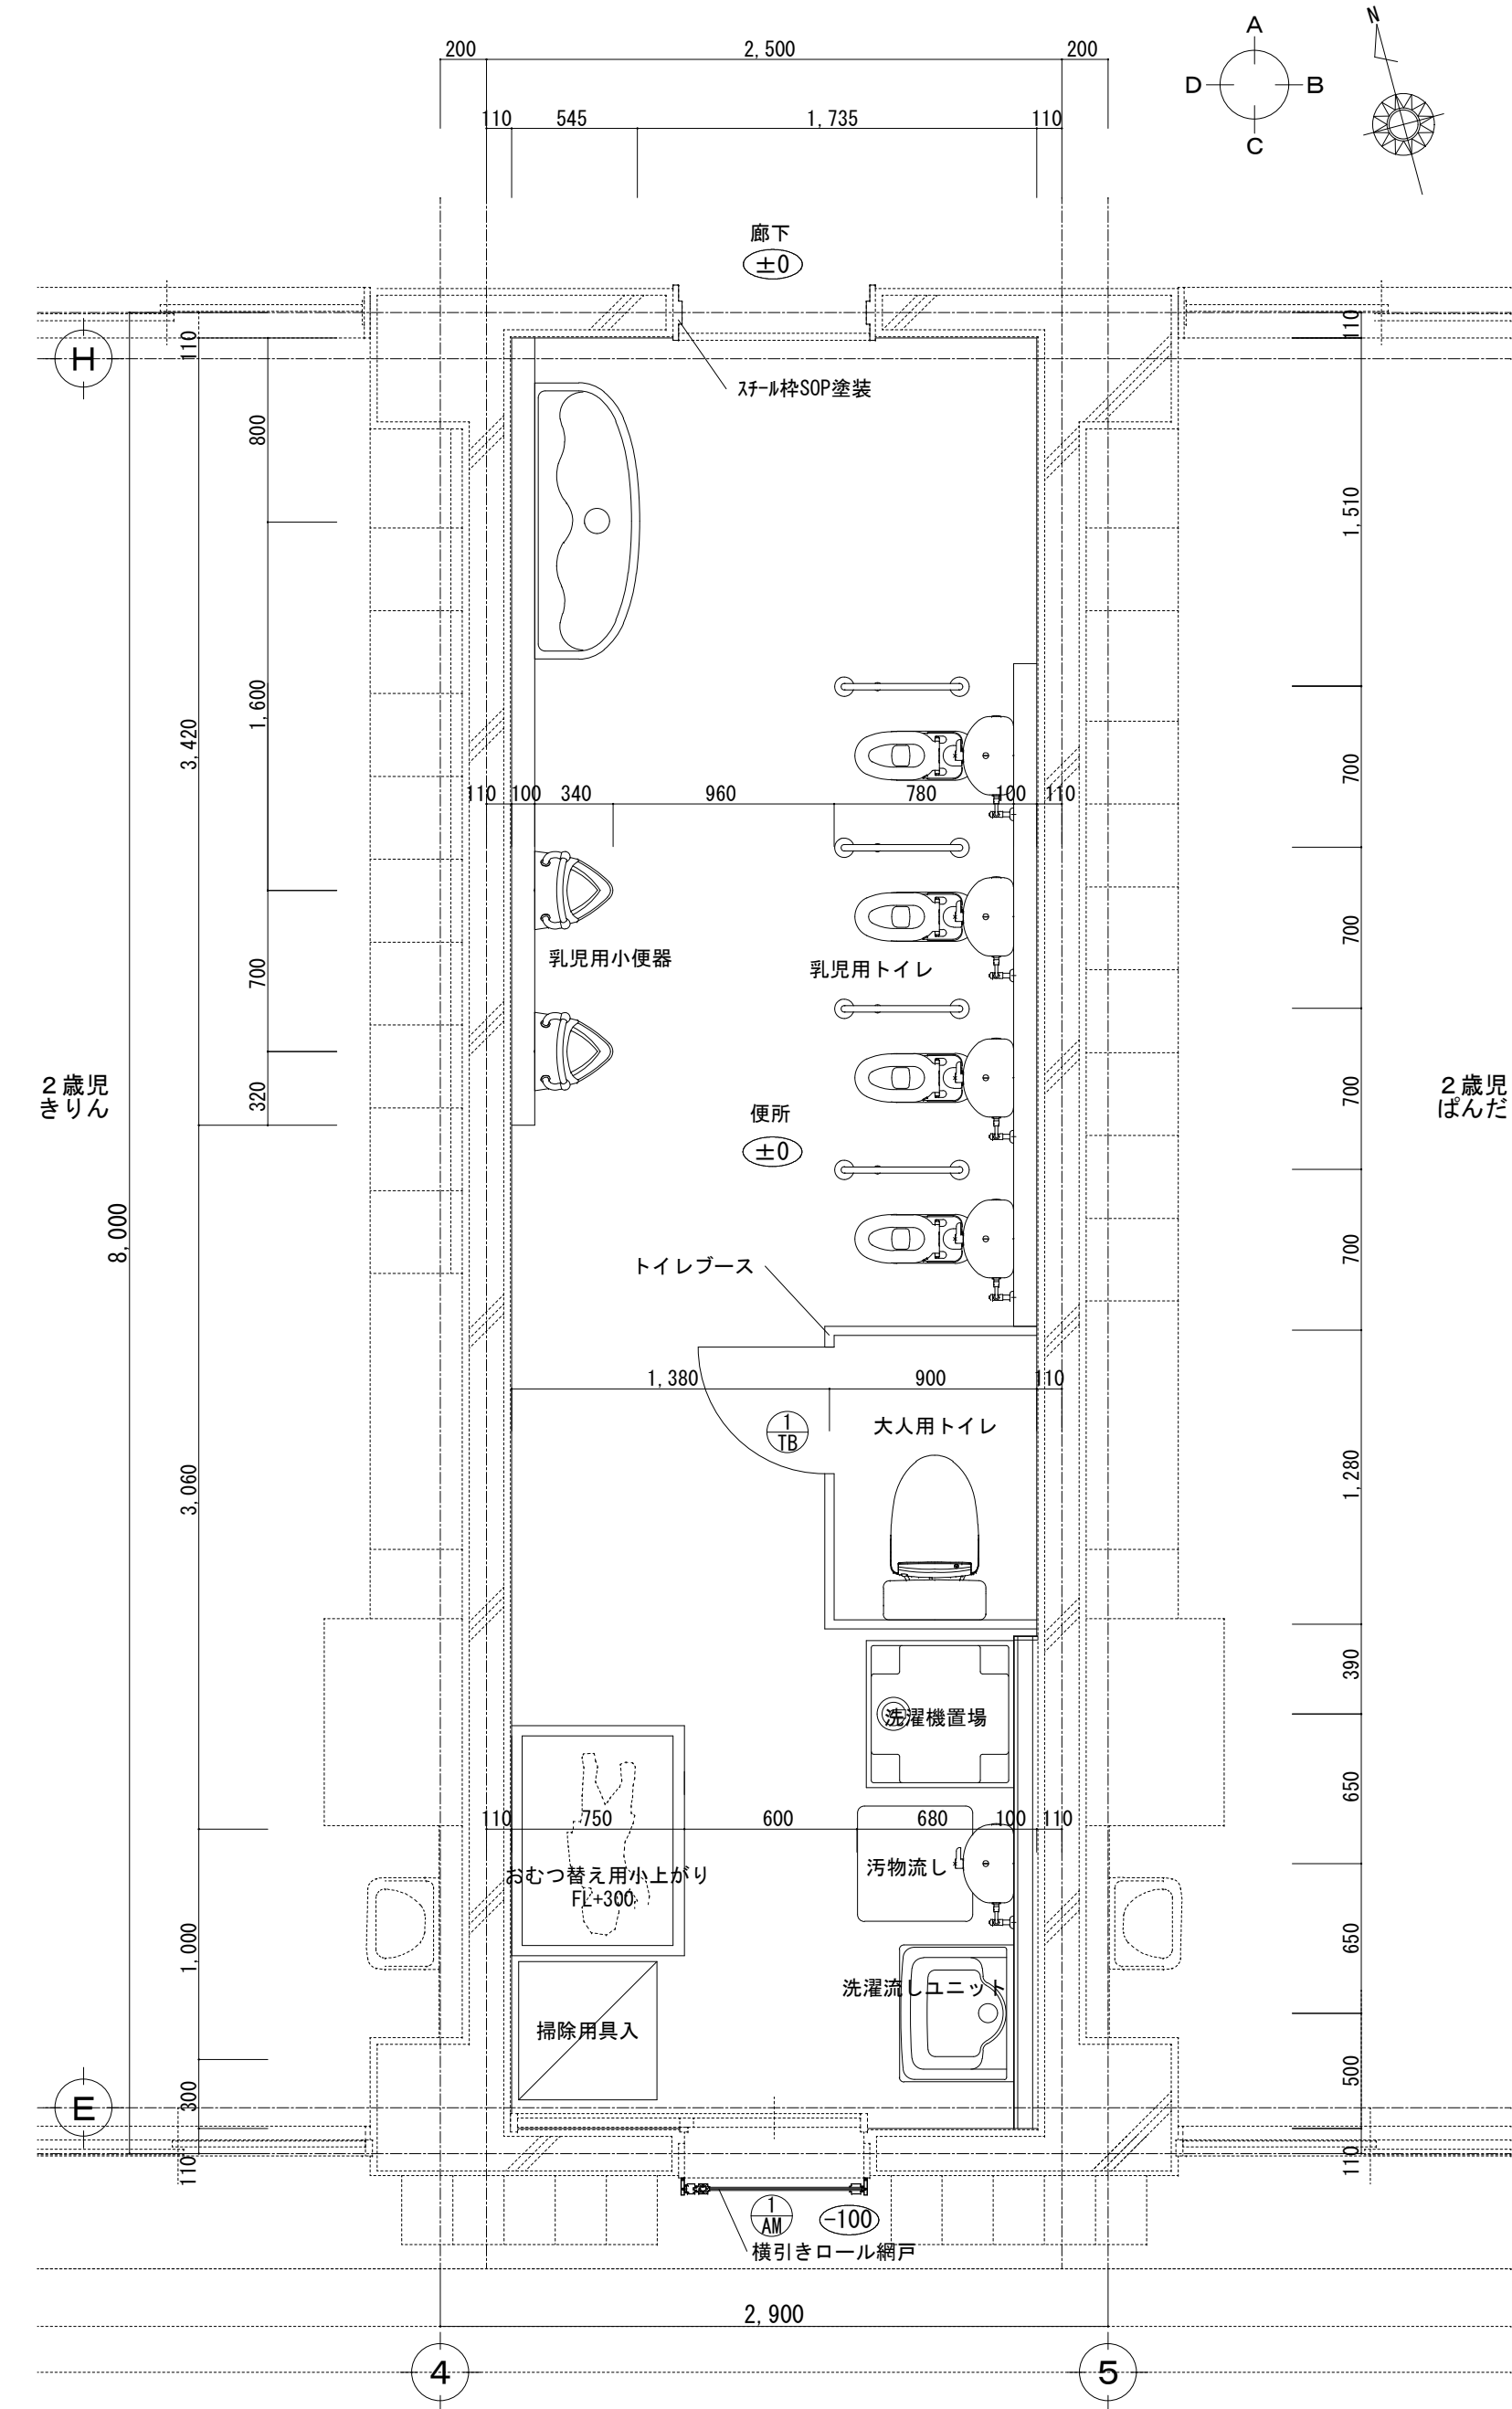 200
2,500
200
110
545
1,735
110
A
D
B
C
N
廊下
±0
H
スチール枠SOP塗装
110
800
1,600
3,420
700
320
8,000
3,060
1,000
300
110
110
1,510
700
700
700
700
1,280
390
650
650
500
110
110
100
340
960
780
100
110
乳児用小便器
乳児用トイレ
2歳児
きりん
2歳児
ぱんだ
便所
±0
トイレブース
1,380
900
110
1
TB
大人用トイレ
洗濯機置場
110
750
600
680
100
110
おむつ替え用小上がり
FL+300
汚物流し
洗濯流しユニット
掃除用具入
E
1
AM
-100
横引きロール網戸
2,900
4
5